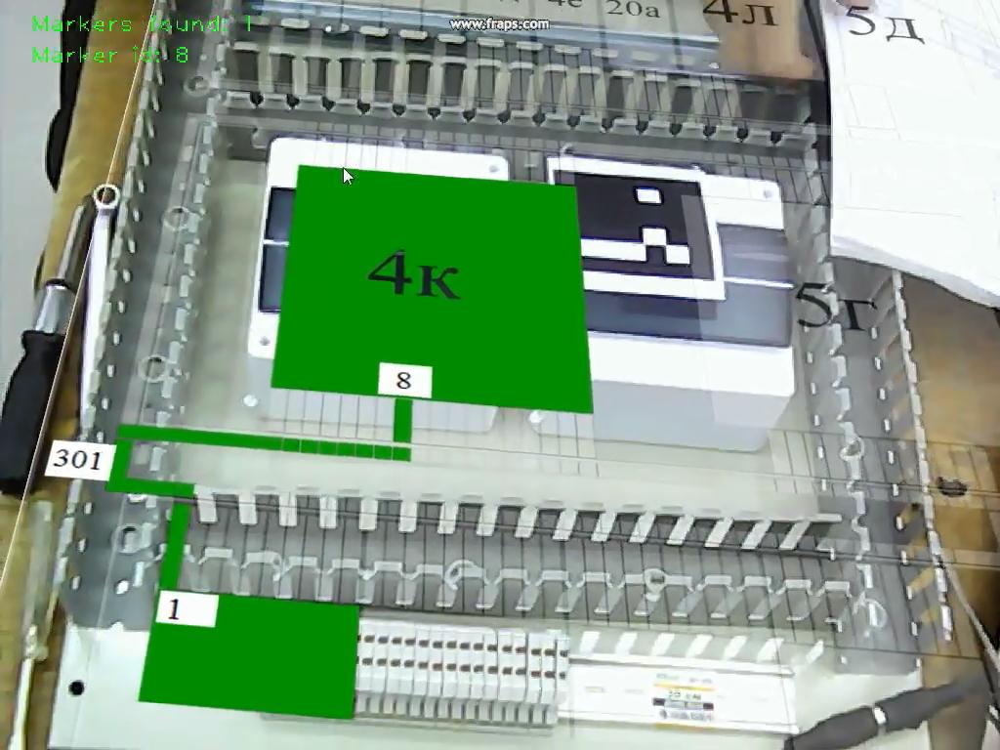 Markers found: 1
Marker id: 8
www.fraps.com
4е 20а
4л
5д
4к
5г
8
301
1